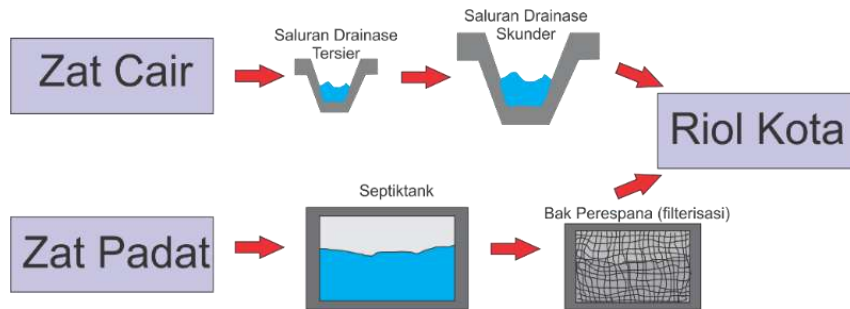 Zat Cair
Saluran Drainase
Tersier
Saluran Drainase
Skunder
Riol Kota
Zat Padat
Septiktank
Bak Perespana (filterisasi)